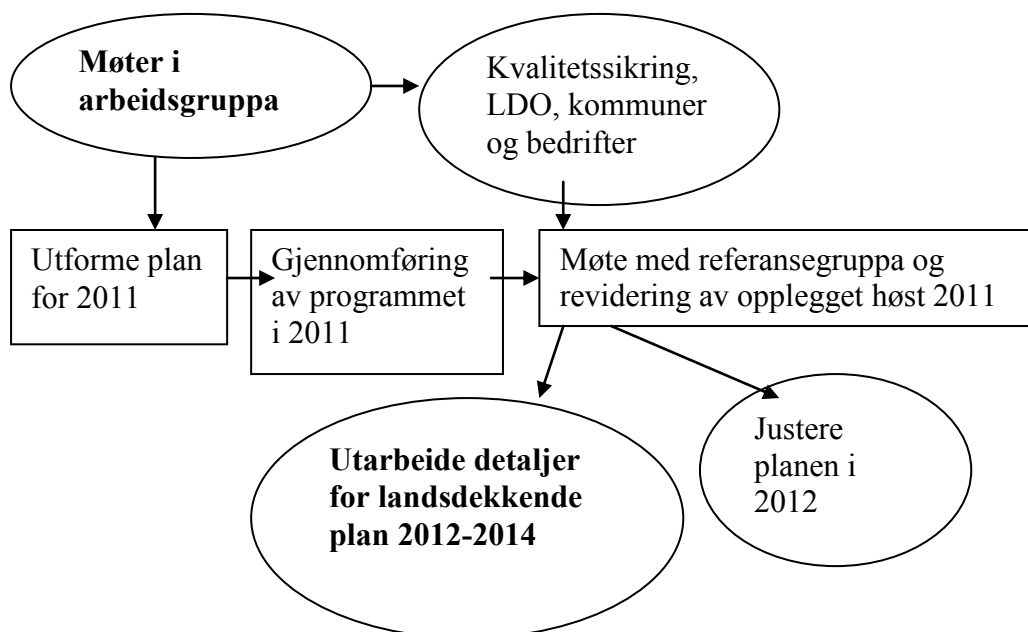 Møter i
arbeidsgruppa
Kvalitetssikring,
LDO, kommuner
og bedrifter
Utforme plan
for 2011
Gjennomføring
av programmet
i 2011
Møte med referansegruppa og
revidering av opplegget høst 2011
Utarbeide detaljer
for landsdekkende
plan 2012-2014
Justere
planen i
2012